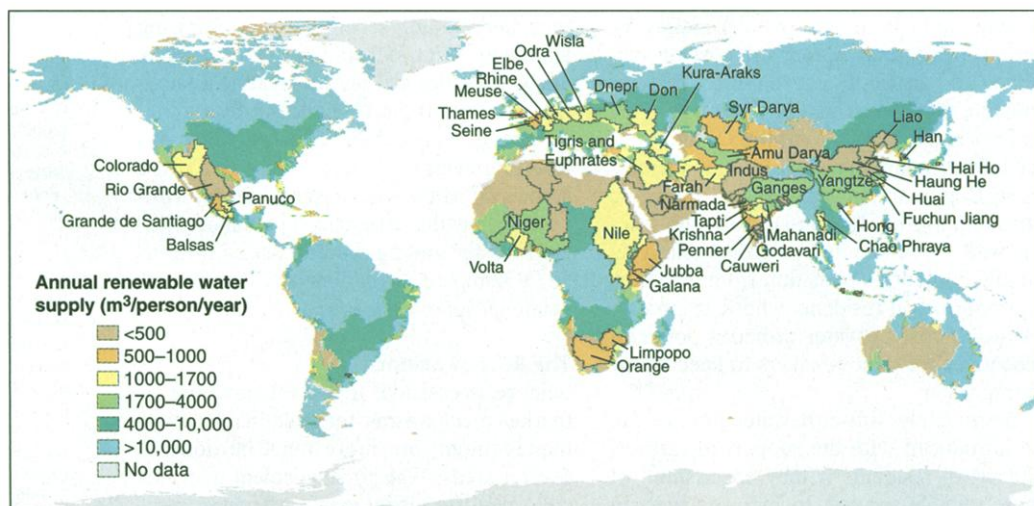 Wisla
Odra
Elbe
Rhine
Meuse
Thames
Seine
Dnepr
Don
Kura-Araks
Syr Darya
Liao
Han
Tigris and
Euphrates
Amu Darya
Indus
Hai Ho
Haung He
Colorado
Rio Grande
Panuco
Grande de Santiago
Balsas
Farah
Ganges
Yangtze
Huai
Fuchun Jiang
Narmada
Tapti
Krishna
Penner
Cauweri
Mahanadi
Godavari
Hong
Chao Phraya
Niger
Nile
Volta
Jubba
Galana
Limpopo
Orange
Annual renewable water
supply (m³/person/year)
<500
500–1000
1000–1700
1700–4000
4000–10,000
>10,000
No data